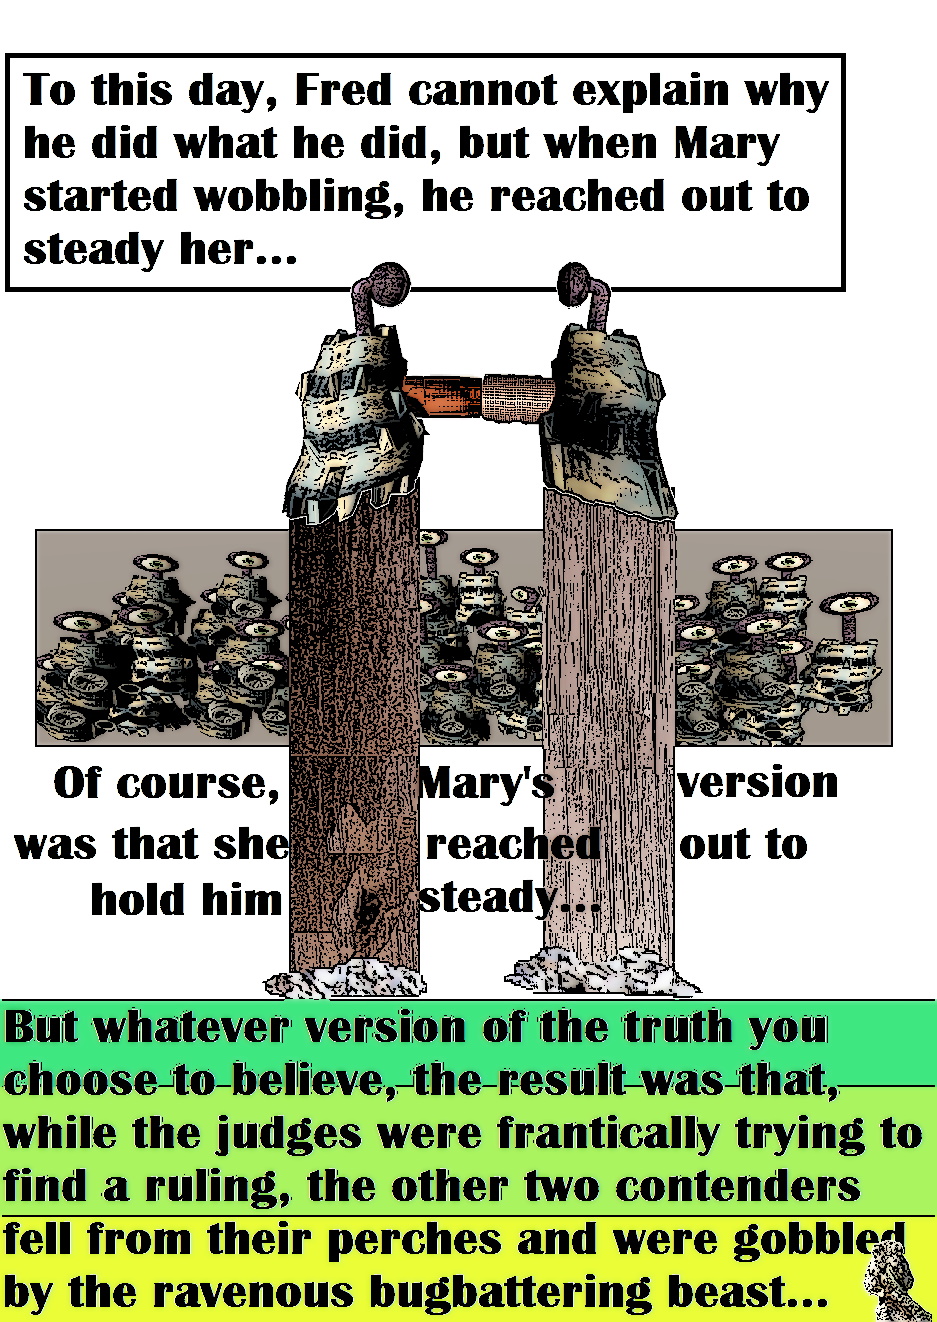 To this day, Fred cannot explain why
he did what he did, but when Mary
started wobbling, he reached out to
steady her...
Of course, Mary's version
was that she reached out to
hold him steady...
But whatever version of the truth you
choose to believe, the result was that,
while the judges were frantically trying to
find a ruling, the other two contenders
fell from their perches and were gobbled
by the ravenous bugbattering beast...